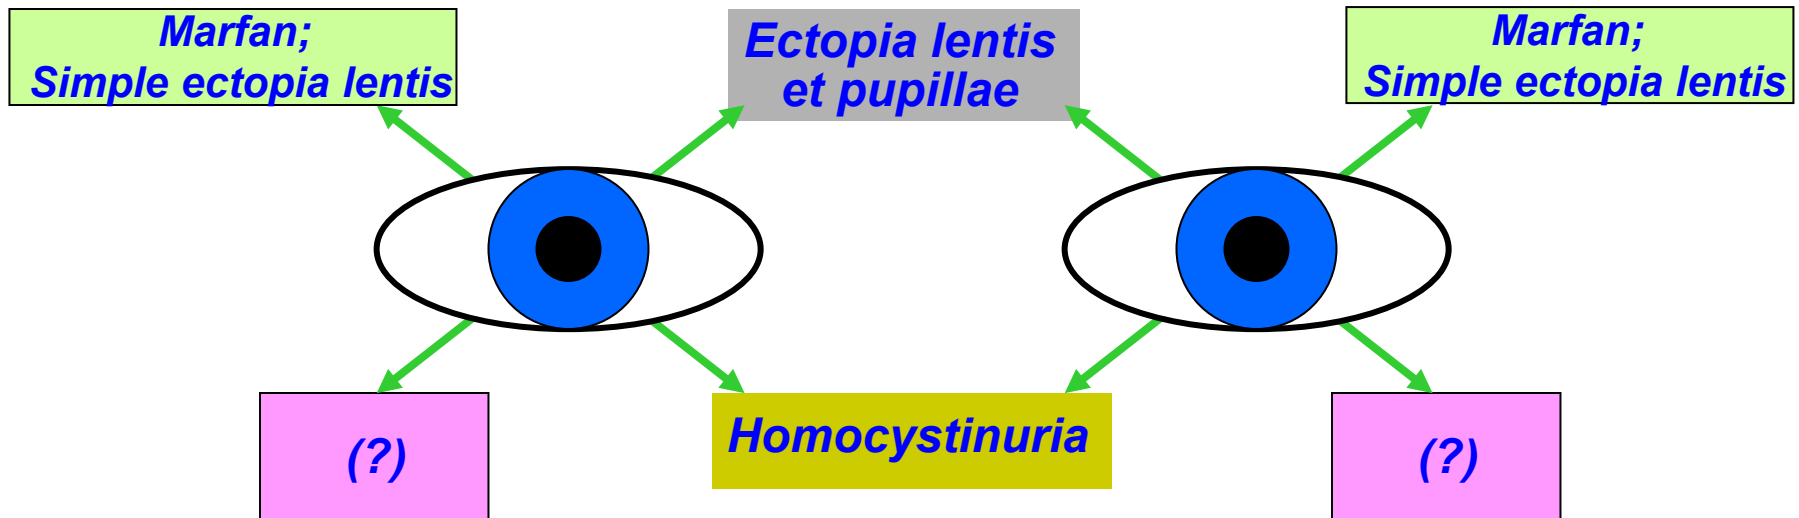 Marfan;
Simple ectopia lentis
Ectopia lentis
et pupillae
Marfan;
Simple ectopia lentis
(?)
Homocystinuria
(?)